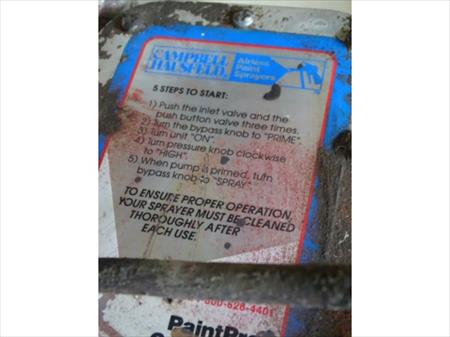 CAMPBELL
HAUSFELD
Airless
Paint
Sprayers
5 STEPS TO START:
1) Push the inlet valve and the
push button valve three times.
2) Turn the bypass knob to "PRIME".
3) Turn unit "ON"
4) Turn pressure knob clockwise
to "HIGH".
5) When pump is primed, turn
bypass knob to "SPRAY"
TO ENSURE PROPER OPERATION,
YOUR SPRAYER MUST BE CLEANED
THOROUGHLY AFTER
EACH USE.
800-626-4401